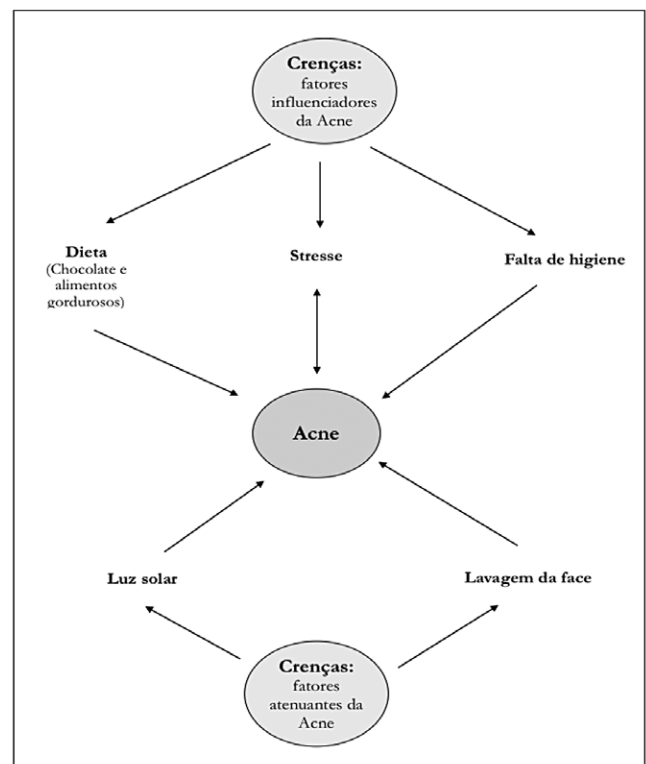 Crenças:
fatores
influenciadores
da Acne
Dieta
(Chocolate e
alimentos
gordurosos)
Stresse
Falta de higiene
Acne
Luz solar
Lavagem da face
Crenças:
fatores
atenuantes da
Acne